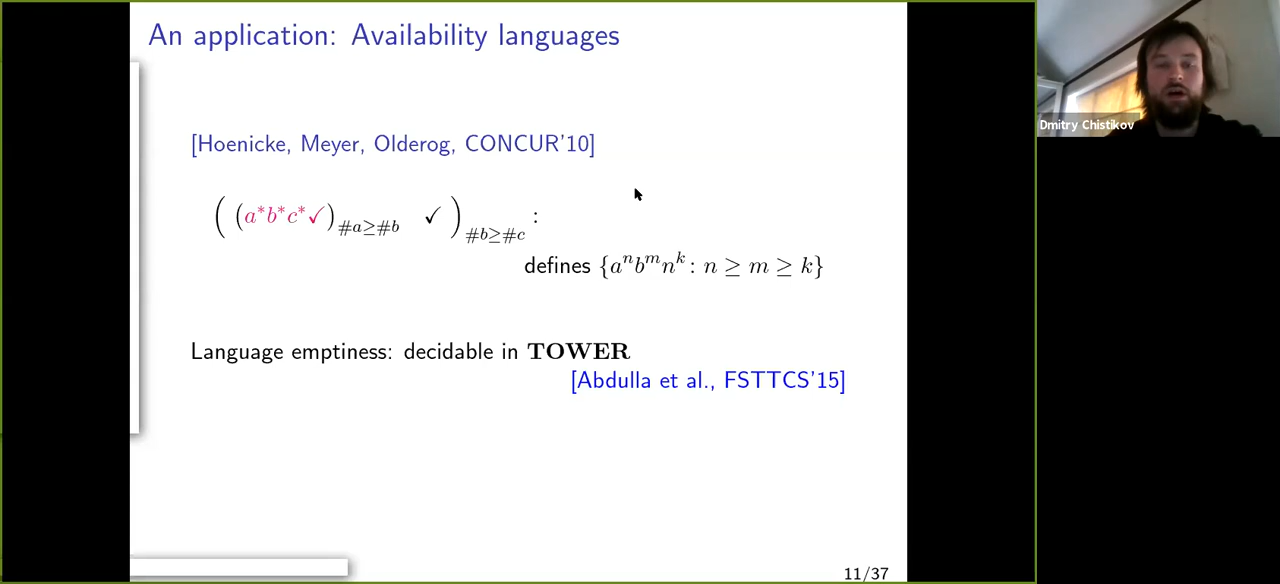 An application: Availability languages
[Hoenicke, Meyer, Olderog, CONCUR'10]
( (a*b*c*✓)#a≥#b ✓ )#b≥#c :
defines {aⁿbᵐnᵏ : n ≥ m ≥ k}
Language emptiness: decidable in TOWER
[Abdulla et al., FSTTCS'15]
11/37
Dmitry Chistikov